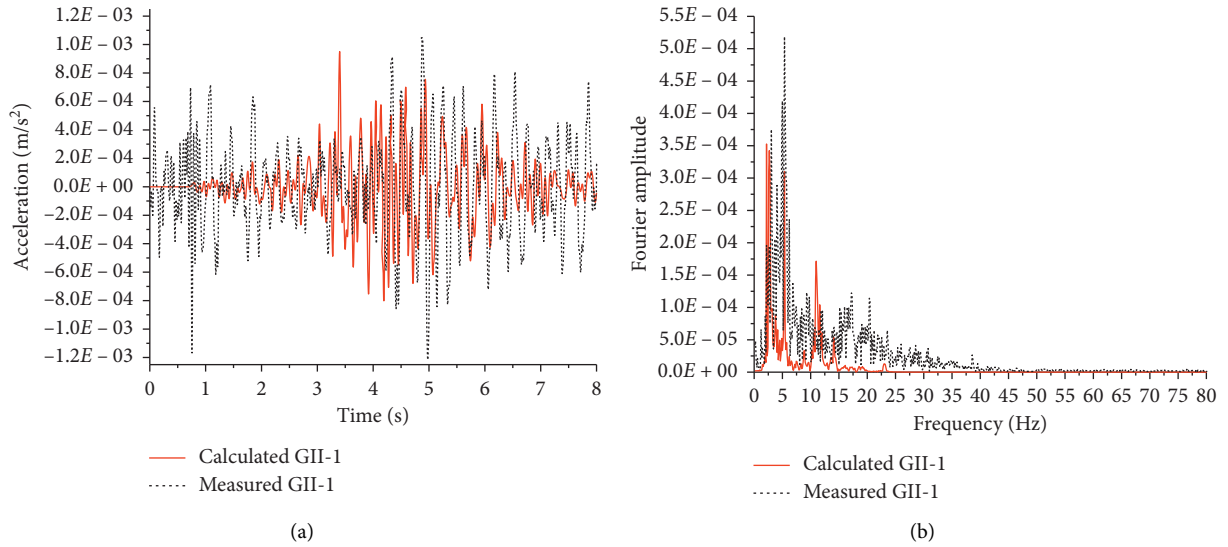 1.2E – 03
1.0E – 03
8.0E – 04
6.0E – 04
4.0E – 04
2.0E – 04
0.0E + 00
–2.0E – 04
–4.0E – 04
–6.0E – 04
–8.0E – 04
–1.0E – 03
–1.2E – 03
Acceleration (m/s²)
0 1 2 3 4 5 6 7 8
Time (s)
Calculated GII-1
Measured GII-1
(a)
5.5E – 04
5.0E – 04
4.5E – 04
4.0E – 04
3.5E – 04
3.0E – 04
2.5E – 04
2.0E – 04
1.5E – 04
1.0E – 04
5.0E – 05
0.0E + 00
Fourier amplitude
0 5 10 15 20 25 30 35 40 45 50 55 60 65 70 75 80
Frequency (Hz)
Calculated GII-1
Measured GII-1
(b)